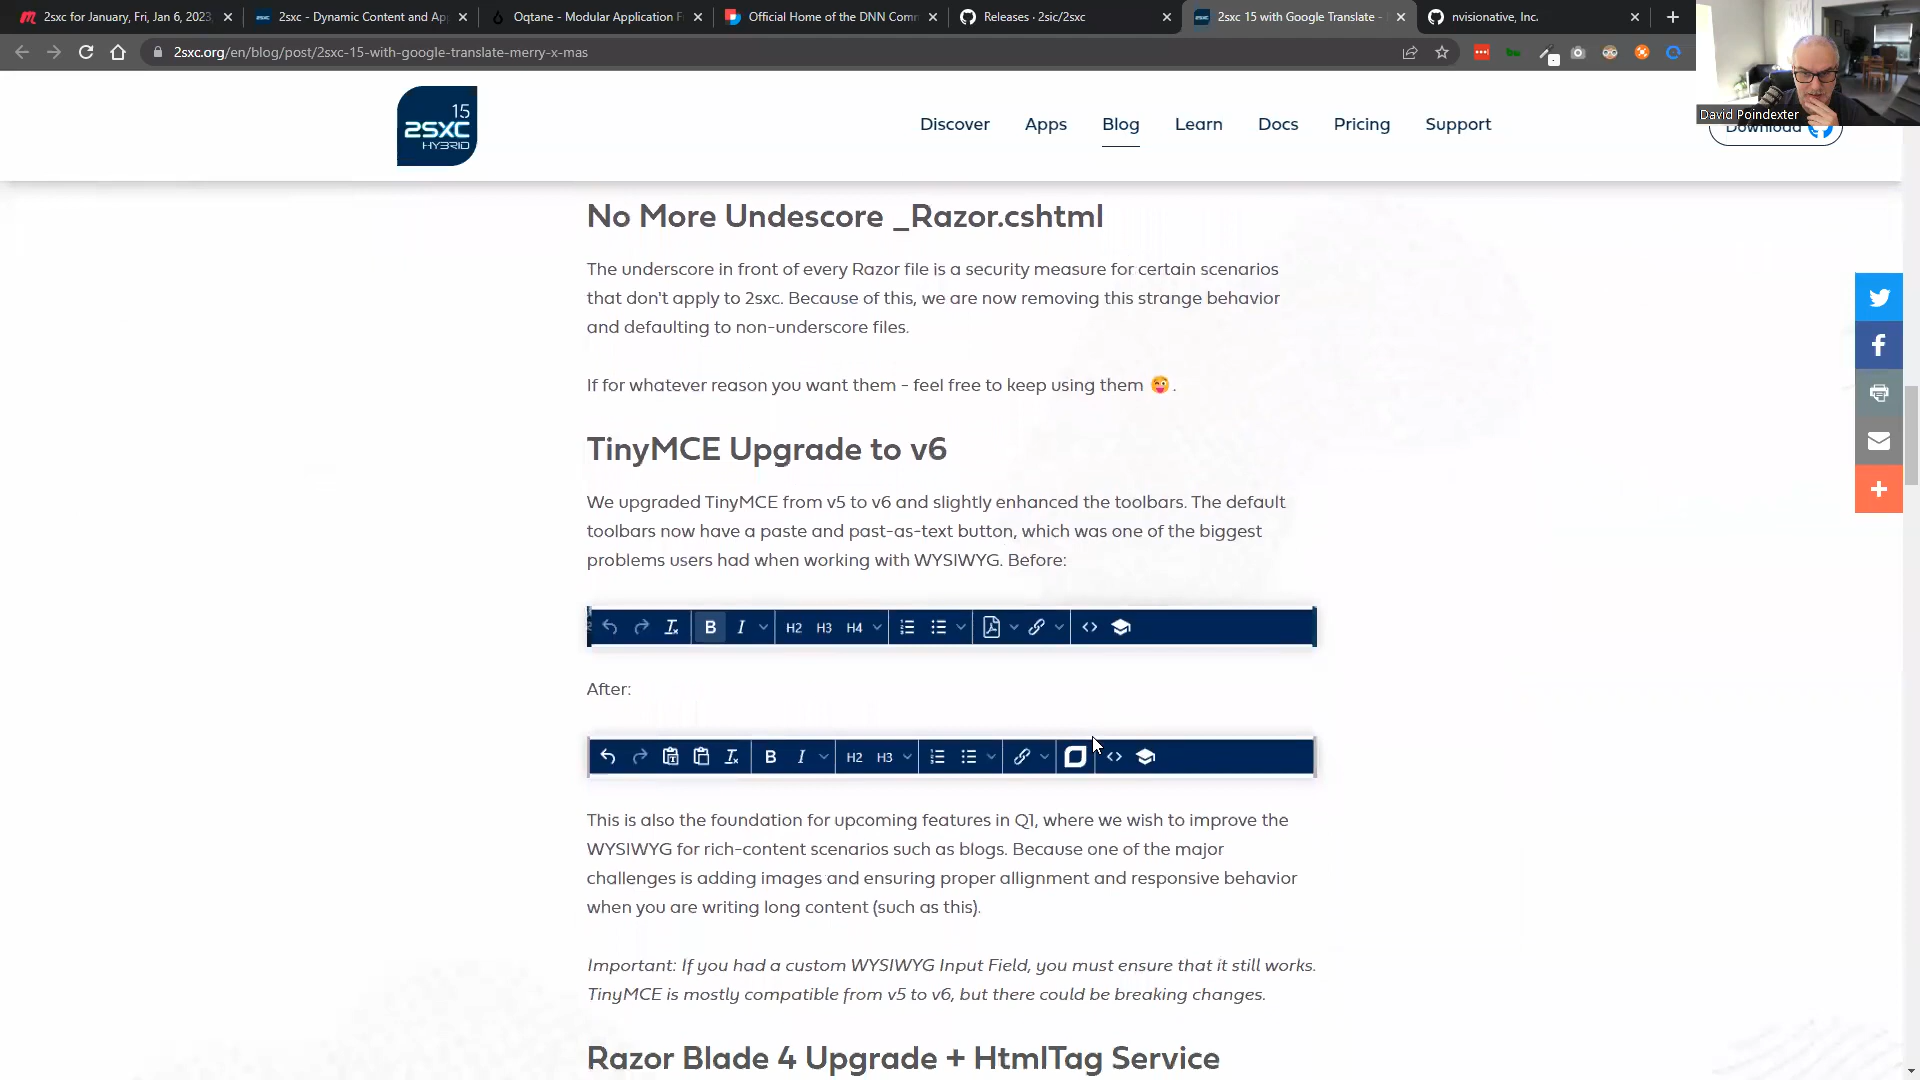 2sxc for January, Fri, Jan 6, 2023,
2sxc - Dynamic Content and Ap
Oqtane - Modular Application F
Official Home of the DNN Comm
Releases · 2sic/2sxc
2sxc 15 with Google Translate -
nvisionative, Inc.
2sxc.org/en/blog/post/2sxc-15-with-google-translate-merry-x-mas
David Poindexter
15
2SXC
HYBRID
Discover
Apps
Blog
Learn
Docs
Pricing
Support
Download
No More Undescore _Razor.cshtml
The underscore in front of every Razor file is a security measure for certain scenarios
that don't apply to 2sxc. Because of this, we are now removing this strange behavior
and defaulting to non-underscore files.
If for whatever reason you want them - feel free to keep using them 😜 .
TinyMCE Upgrade to v6
We upgraded TinyMCE from v5 to v6 and slightly enhanced the toolbars. The default
toolbars now have a paste and past-as-text button, which was one of the biggest
problems users had when working with WYSIWYG. Before:
B I H2 H3 H4
After:
B I H2 H3
This is also the foundation for upcoming features in Q1, where we wish to improve the
WYSIWYG for rich-content scenarios such as blogs. Because one of the major
challenges is adding images and ensuring proper allignment and responsive behavior
when you are writing long content (such as this).
Important: If you had a custom WYSIWYG Input Field, you must ensure that it still works.
TinyMCE is mostly compatible from v5 to v6, but there could be breaking changes.
Razor Blade 4 Upgrade + HtmlTag Service